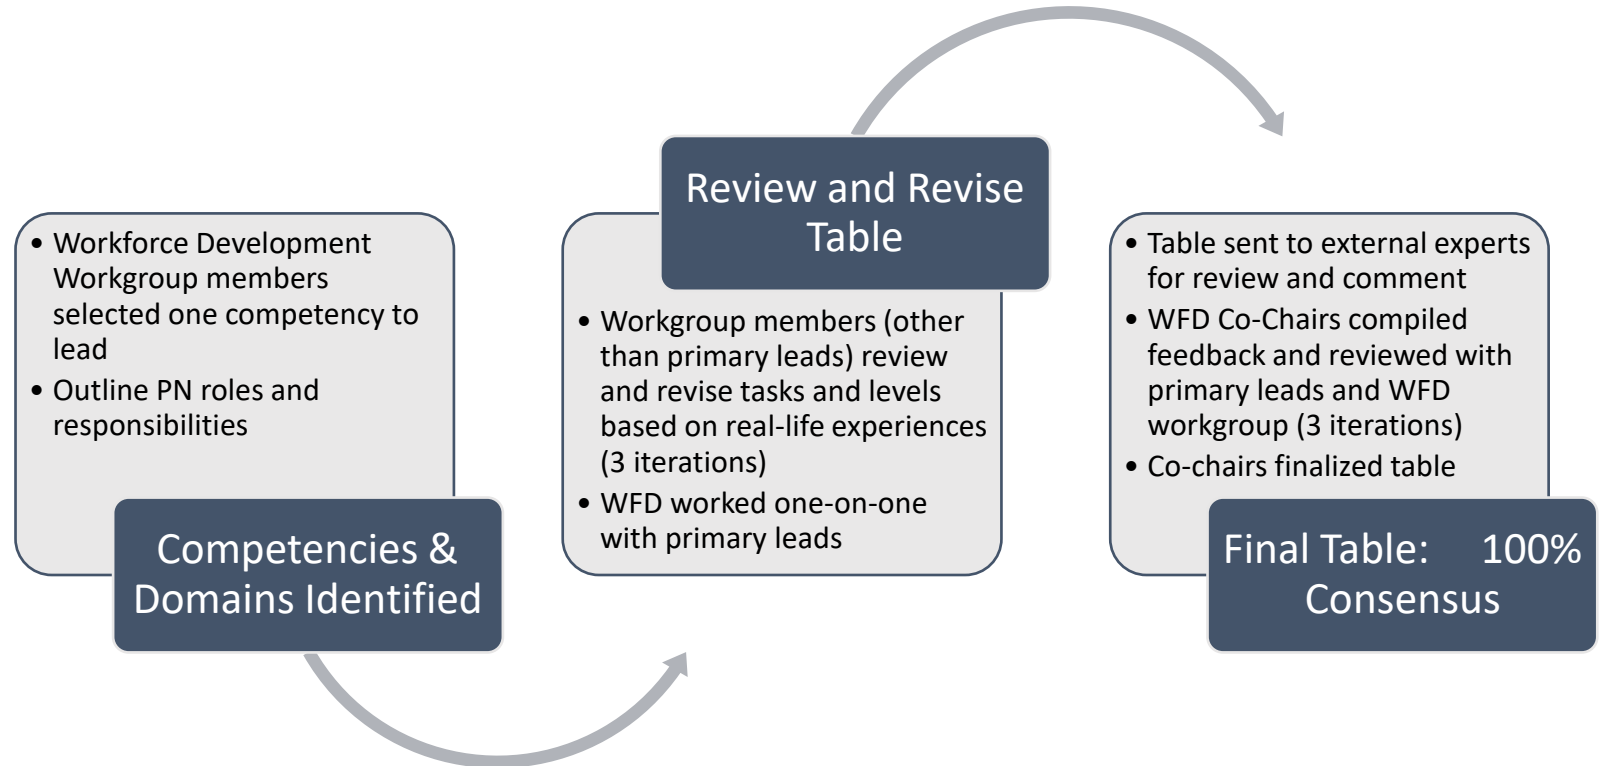 • Workforce Development
Workgroup members
selected one competency to
lead
• Outline PN roles and
responsibilities
Competencies &
Domains Identified
Review and Revise
Table
• Workgroup members (other
than primary leads) review
and revise tasks and levels
based on real-life experiences
(3 iterations)
• WFD worked one-on-one
with primary leads
• Table sent to external experts
for review and comment
• WFD Co-Chairs compiled
feedback and reviewed with
primary leads and WFD
workgroup (3 iterations)
• Co-chairs finalized table
Final Table: 100%
Consensus